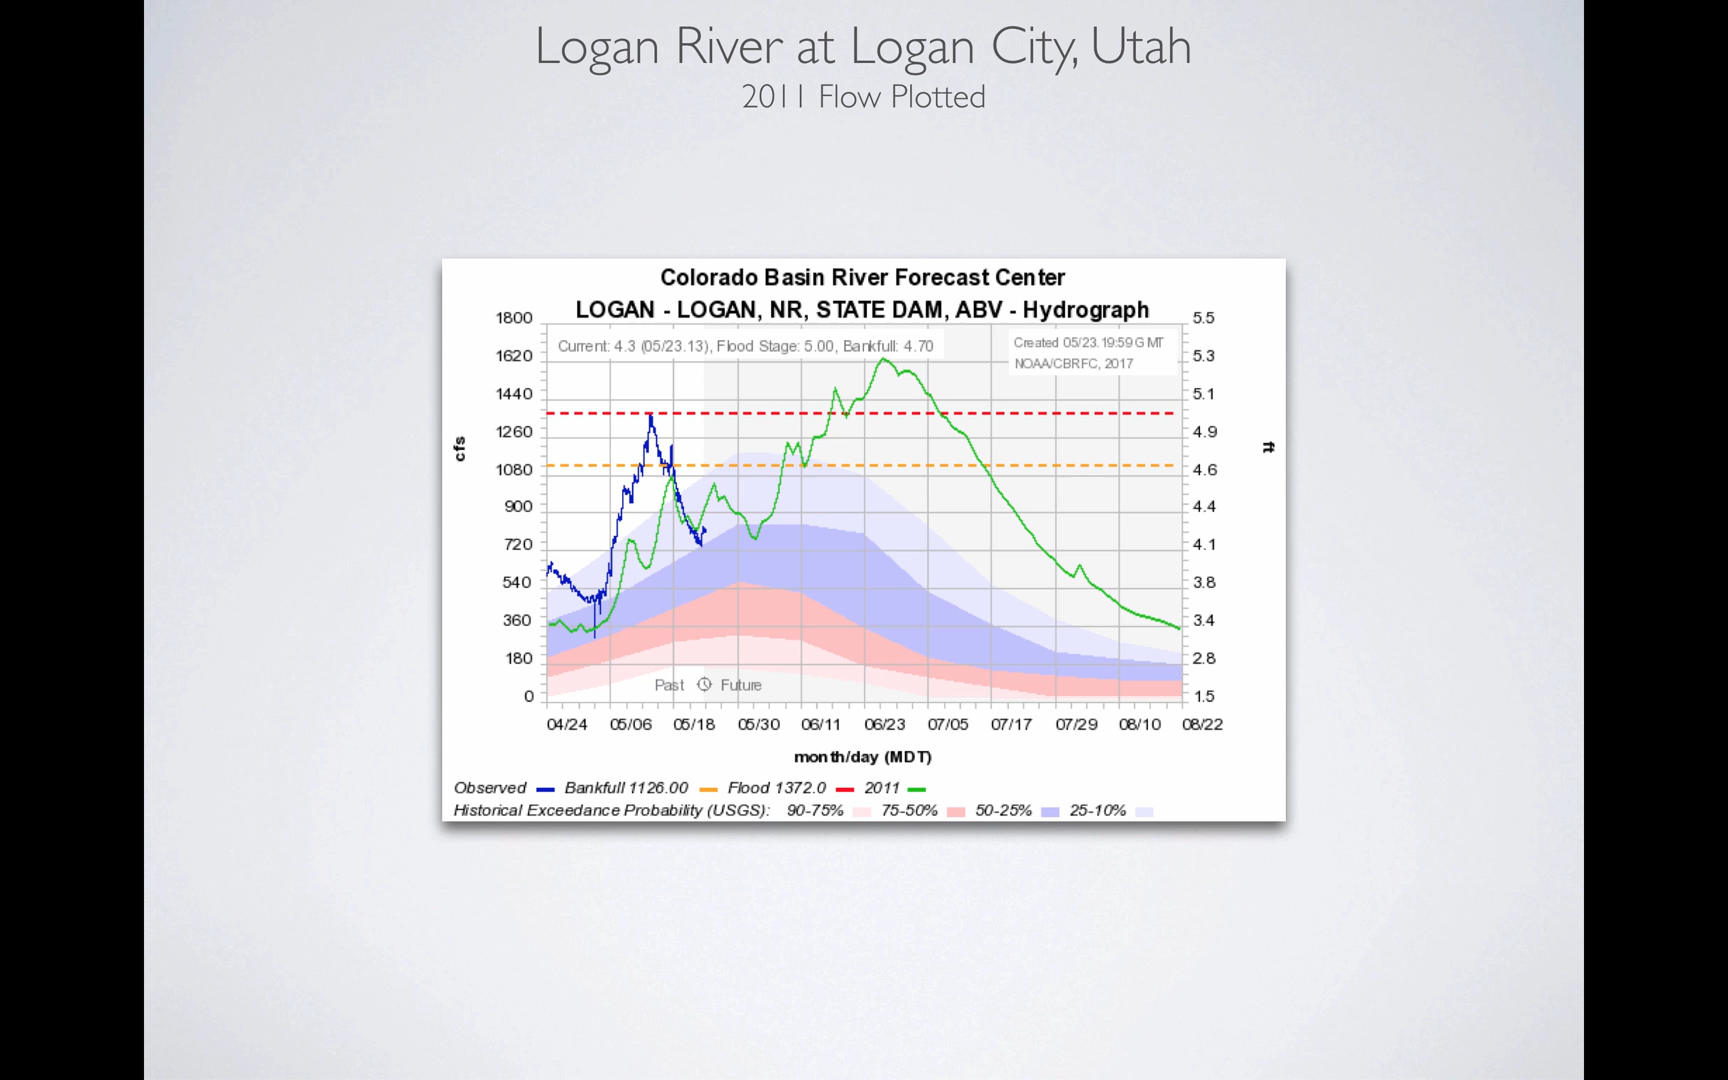 Logan River at Logan City, Utah
2011 Flow Plotted
Colorado Basin River Forecast Center
LOGAN - LOGAN, NR, STATE DAM, ABV - Hydrograph
Current: 4.3 (05/23.13), Flood Stage: 5.00, Bankfull: 4.70
Created 05/23.19:59 GMT
NOAA/CBRFC, 2017
1800
1620
1440
1260
1080
900
720
540
360
180
0
cfs
5.5
5.3
5.1
4.9
4.6
4.4
4.1
3.8
3.4
2.8
1.5
ft
Past Future
04/24 05/06 05/18 05/30 06/11 06/23 07/05 07/17 07/29 08/10 08/22
month/day (MDT)
Observed Bankfull 1126.00 Flood 1372.0 2011
Historical Exceedance Probability (USGS): 90-75% 75-50% 50-25% 25-10%